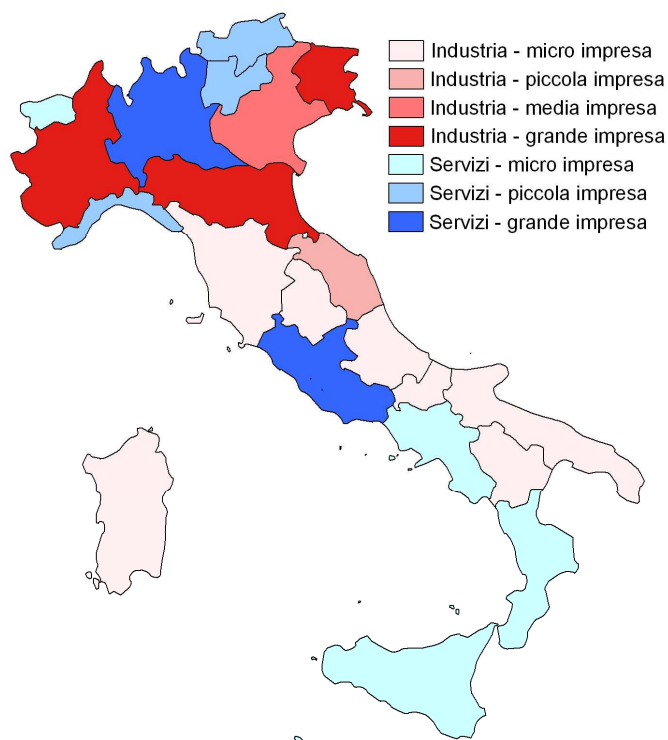 Industria - micro impresa
Industria - piccola impresa
Industria - media impresa
Industria - grande impresa
Servizi - micro impresa
Servizi - piccola impresa
Servizi - grande impresa